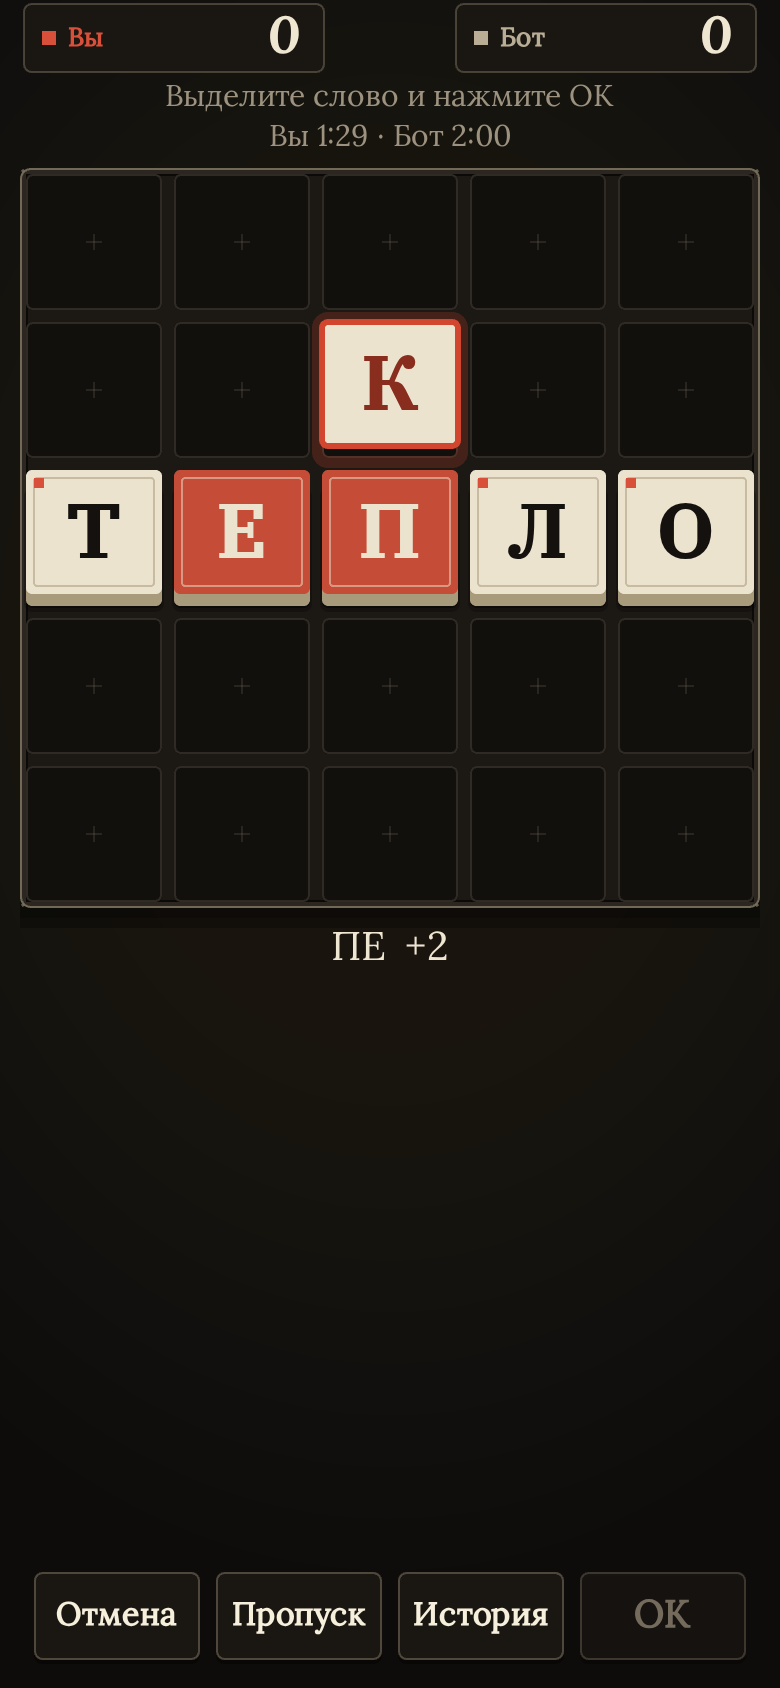 Вы 0 Бот 0
Выделите слово и нажмите ОК
Вы 1:29 · Бот 2:00
К
Т Е П Л О
ПЕ +2
Отмена Пропуск История ОК